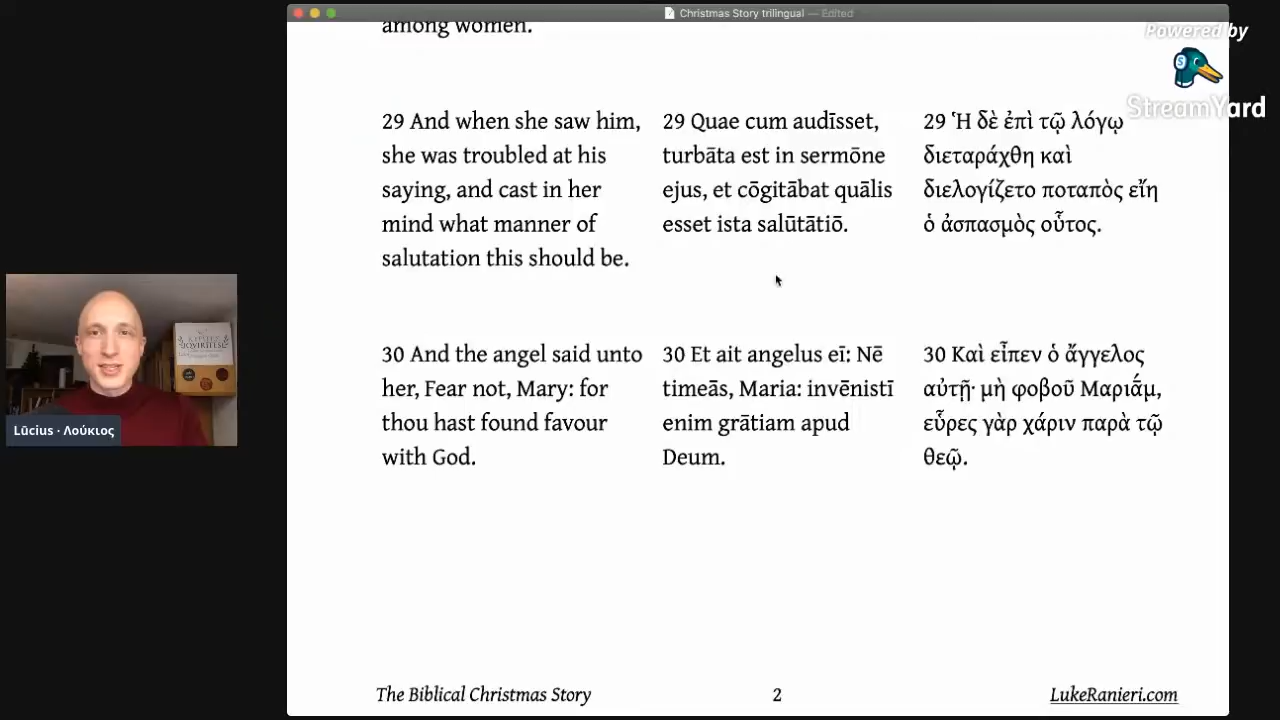 Christmas Story trilingual — Edited
Powered by
StreamYard
among women.
29 And when she saw him,
she was troubled at his
saying, and cast in her
mind what manner of
salutation this should be.
29 Quae cum audīsset,
turbāta est in sermōne
ejus, et cōgitābat quālis
esset ista salūtātiō.
29 Ἡ δὲ ἐπὶ τῷ λόγῳ
διεταράχθη καὶ
διελογίζετο ποταπὸς εἴη
ὁ ἀσπασμὸς οὗτος.
30 And the angel said unto
her, Fear not, Mary: for
thou hast found favour
with God.
30 Et ait angelus eī: Nē
timeās, Maria: invēnistī
enim grātiam apud
Deum.
30 Καὶ εἶπεν ὁ ἄγγελος
αὐτῇ· μὴ φοβοῦ Μαριᾱ́μ,
εὗρες γὰρ χάριν παρὰ τῷ
θεῷ.
Lūcius · Λούκιος
The Biblical Christmas Story
2
LukeRanieri.com